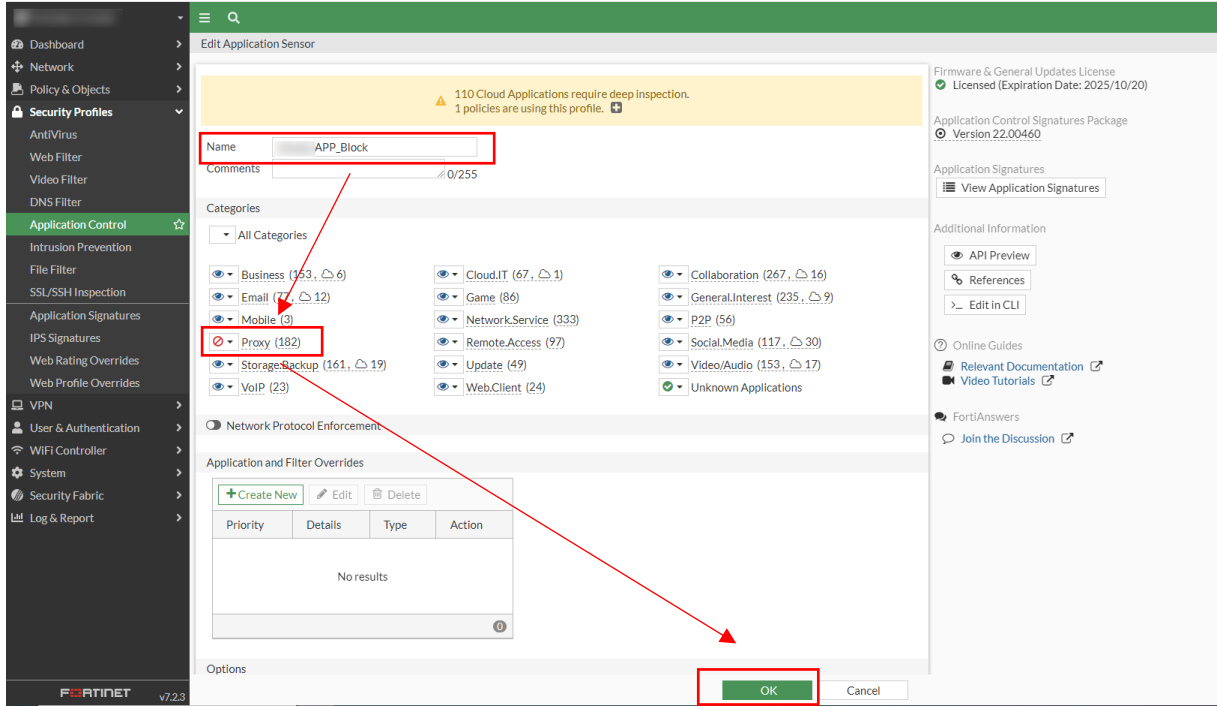 Dashboard
Network
Policy & Objects
Security Profiles
AntiVirus
Web Filter
Video Filter
DNS Filter
Application Control
Intrusion Prevention
File Filter
SSL/SSH Inspection
Application Signatures
IPS Signatures
Web Rating Overrides
Web Profile Overrides
VPN
User & Authentication
WiFi Controller
System
Security Fabric
Log & Report
FORTINET v7.2.3
Edit Application Sensor
110 Cloud Applications require deep inspection.
1 policies are using this profile.
Name APP_Block
Comments 0/255
Categories
All Categories
Business (153, 6) Cloud.IT (67, 1) Collaboration (267, 16)
Email (77, 12) Game (86) General.Interest (235, 9)
Mobile (3) Network.Service (333) P2P (56)
Proxy (182) Remote.Access (97) Social.Media (117, 30)
Storage.Backup (161, 19) Update (49) Video/Audio (153, 17)
VoIP (23) Web.Client (24) Unknown Applications
Network Protocol Enforcement
Application and Filter Overrides
Create New Edit Delete
Priority Details Type Action
No results
0
Options
OK Cancel
Firmware & General Updates License
Licensed (Expiration Date: 2025/10/20)
Application Control Signatures Package
Version 22.00460
Application Signatures
View Application Signatures
Additional Information
API Preview
References
>_ Edit in CLI
Online Guides
Relevant Documentation
Video Tutorials
FortiAnswers
Join the Discussion